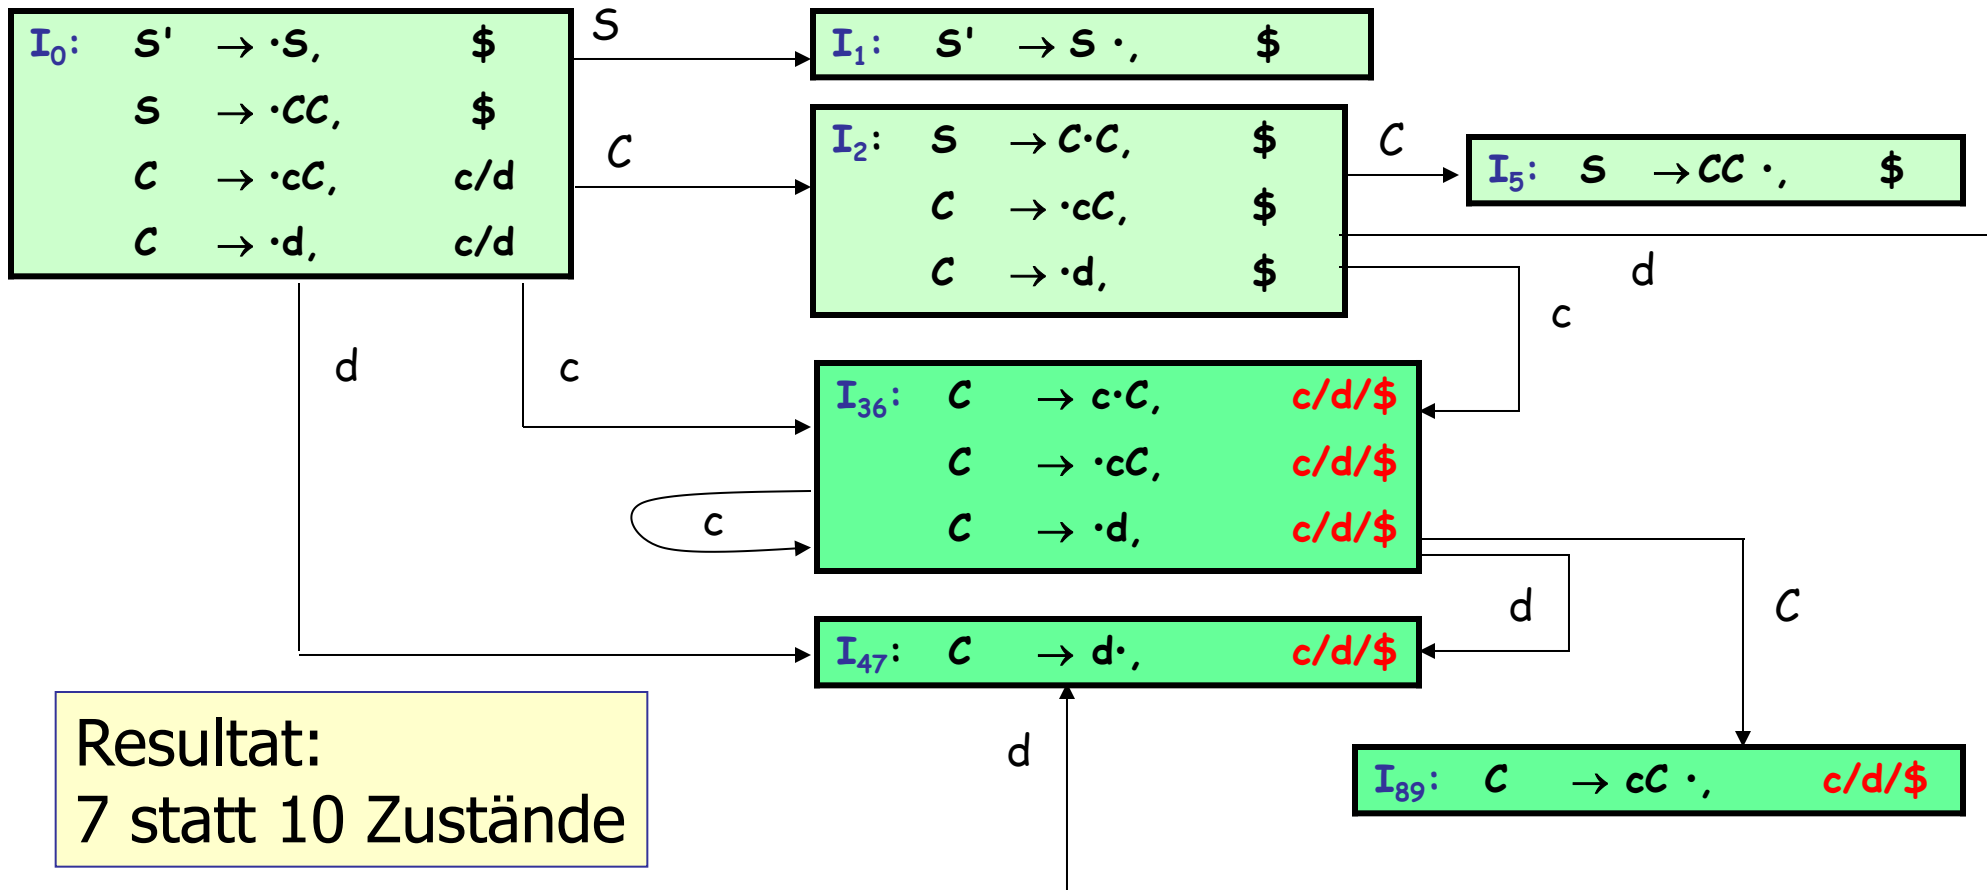 I0: S' → ·S, $
S → ·CC, $
C → ·cC, c/d
C → ·d, c/d
S
C
I1: S' → S ·, $
I2: S → C·C, $
C → ·cC, $
C → ·d, $
C
I5: S → CC ·, $
d
c
d
c
I36: C → c·C, c/d/$
C → ·cC, c/d/$
C → ·d, c/d/$
c
d
C
I47: C → d·, c/d/$
d
I89: C → cC ·, c/d/$
Resultat:
7 statt 10 Zustände